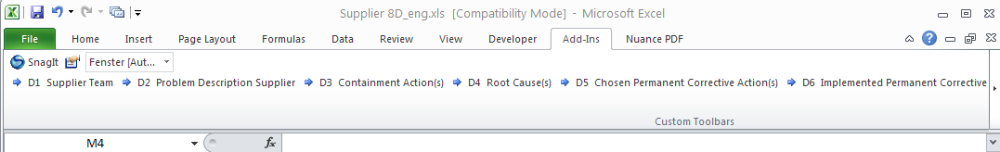 Supplier 8D_eng.xls [Compatibility Mode] - Microsoft Excel
File Home Insert Page Layout Formulas Data Review View Developer Add-Ins Nuance PDF
SnagIt Fenster [Aut...
D1 Supplier Team D2 Problem Description Supplier D3 Containment Action(s) D4 Root Cause(s) D5 Chosen Permanent Corrective Action(s) D6 Implemented Permanent Corrective
Custom Toolbars
M4 fx